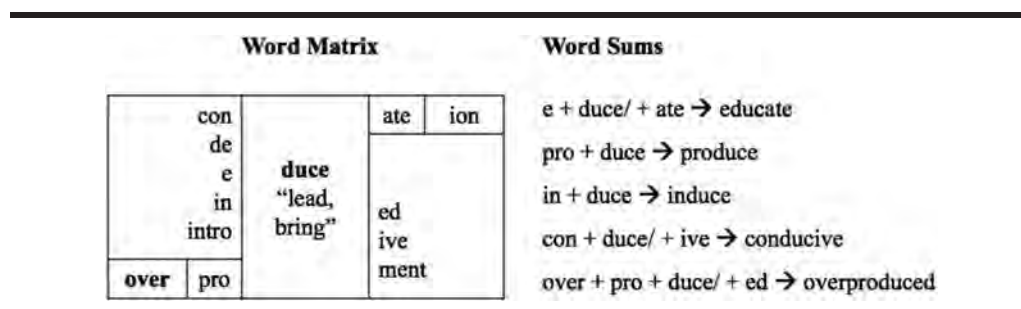 Word Matrix
con
de
e
in
intro
over pro
duce
“lead,
bring”
ate ion
ed
ive
ment
Word Sums
e + duce/ + ate → educate
pro + duce → produce
in + duce → induce
con + duce/ + ive → conducive
over + pro + duce/ + ed → overproduced